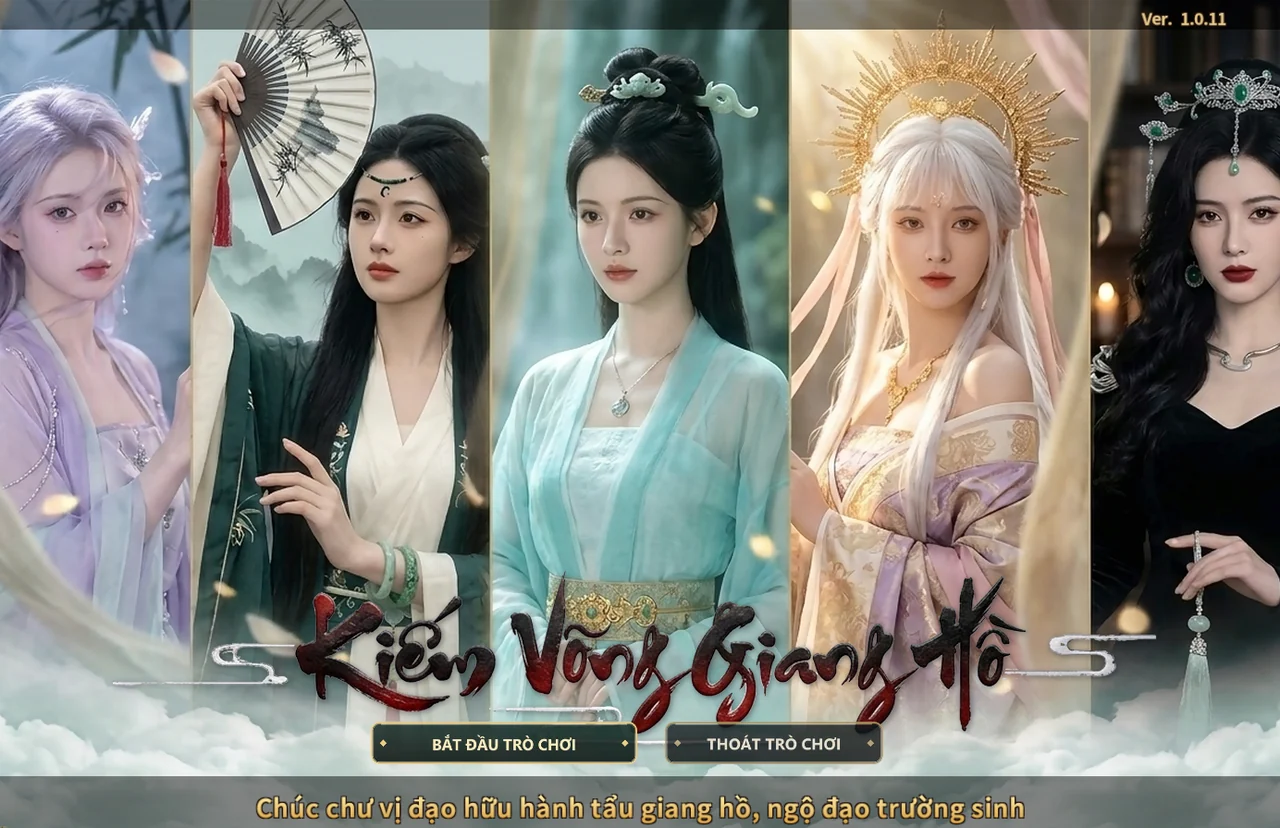 Ver. 1.0.11
Kiếm Võng Giang Hồ
BẮT ĐẦU TRÒ CHƠI
THOÁT TRÒ CHƠI
Chúc chư vị đạo hữu hành tẩu giang hồ, ngộ đạo trường sinh